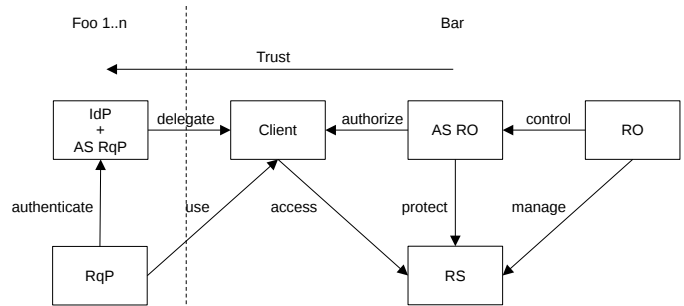 Foo 1..n
Bar
Trust
IdP
+
AS RqP
delegate
Client
authorize
AS RO
control
RO
authenticate
use
access
protect
manage
RqP
RS